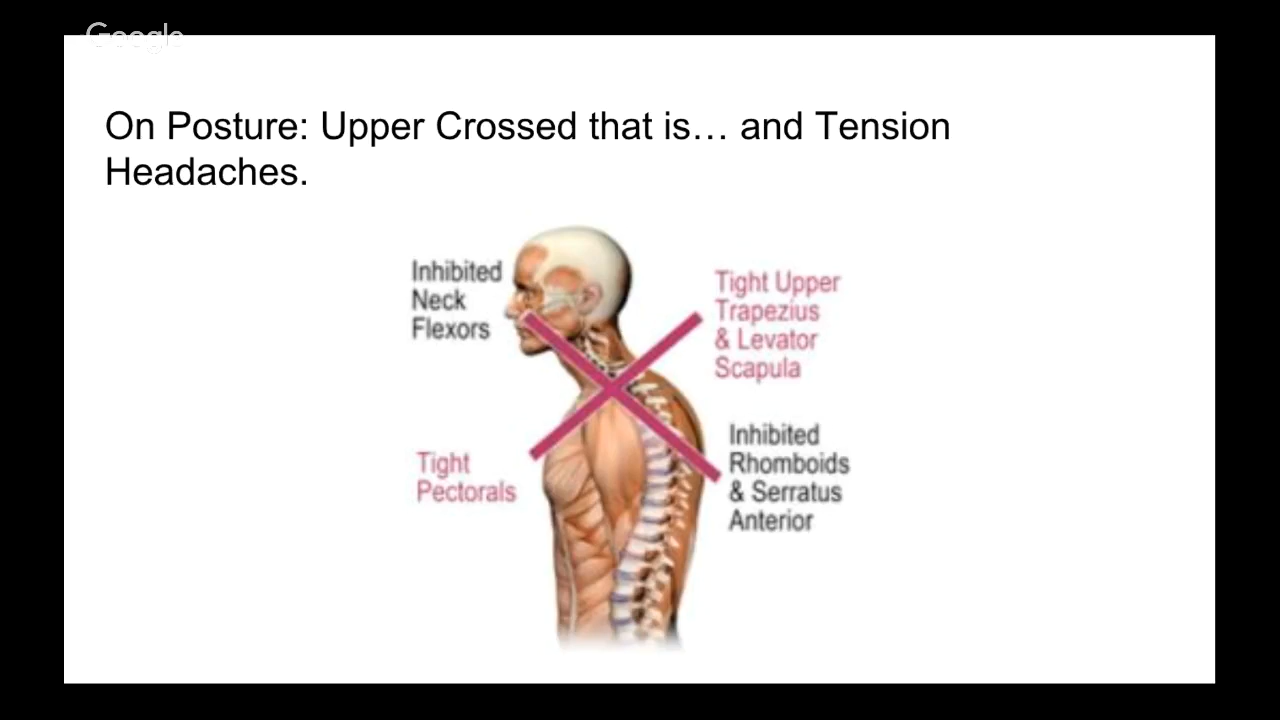 Google
On Posture: Upper Crossed that is… and Tension
Headaches.
Inhibited
Neck
Flexors
Tight Upper
Trapezius
& Levator
Scapula
Tight
Pectorals
Inhibited
Rhomboids
& Serratus
Anterior